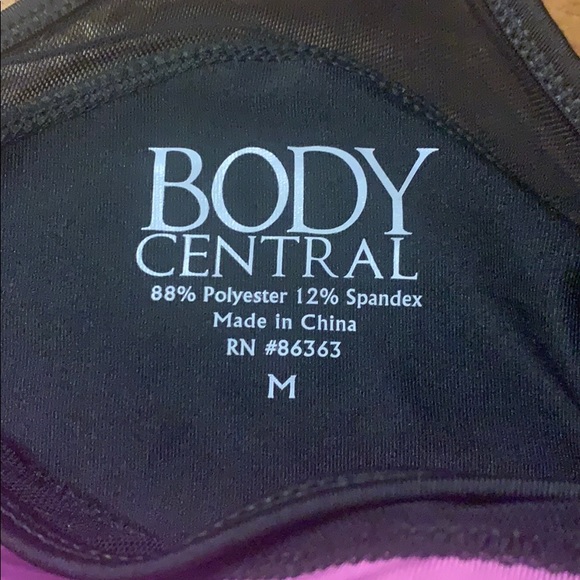 BODY
CENTRAL
88% Polyester 12% Spandex
Made in China
RN #86363
M